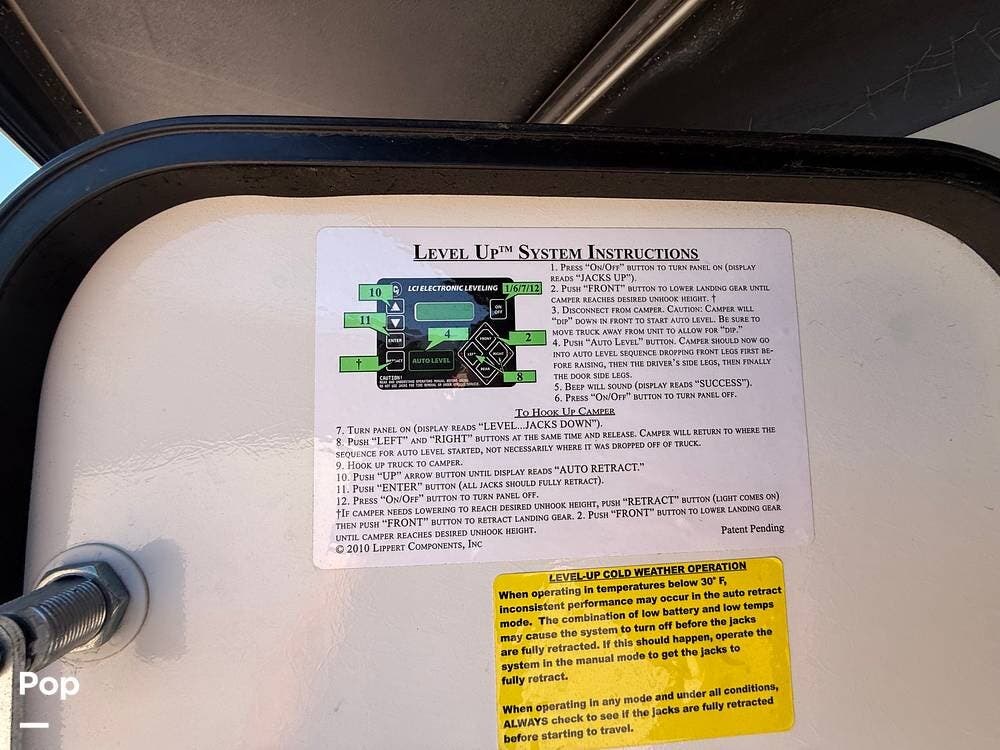 LEVEL UP™ SYSTEM INSTRUCTIONS
10
LCI ELECTRONIC LEVELING
1/6/7/12
ON
OFF
11
4
ENTER
FRONT
2
†
AUTO LEVEL
LEFT
RIGHT
REAR
8
CAUTION!
1. PRESS "ON/OFF" BUTTON TO TURN PANEL ON (DISPLAY
READS "JACKS UP").
2. PUSH "FRONT" BUTTON TO LOWER LANDING GEAR UNTIL
CAMPER REACHES DESIRED UNHOOK HEIGHT. †
3. DISCONNECT FROM CAMPER. CAUTION: CAMPER WILL
"DIP" DOWN IN FRONT TO START AUTO LEVEL. BE SURE TO
MOVE TRUCK AWAY FROM UNIT TO ALLOW FOR "DIP."
4. PUSH "AUTO LEVEL" BUTTON. CAMPER SHOULD NOW GO
INTO AUTO LEVEL SEQUENCE DROPPING FRONT LEGS FIRST BE-
FORE RAISING, THEN THE DRIVER'S SIDE LEGS, THEN FINALLY
THE DOOR SIDE LEGS.
5. BEEP WILL SOUND (DISPLAY READS "SUCCESS").
6. PRESS "ON/OFF" BUTTON TO TURN PANEL OFF.
TO HOOK UP CAMPER
7. TURN PANEL ON (DISPLAY READS "LEVEL...JACKS DOWN").
8. PUSH "LEFT" AND "RIGHT" BUTTONS AT THE SAME TIME AND RELEASE. CAMPER WILL RETURN TO WHERE THE
SEQUENCE FOR AUTO LEVEL STARTED, NOT NECESSARILY WHERE IT WAS DROPPED OFF OF TRUCK.
9. HOOK UP TRUCK TO CAMPER.
10. PUSH "UP" ARROW BUTTON UNTIL DISPLAY READS "AUTO RETRACT."
11. PUSH "ENTER" BUTTON (ALL JACKS SHOULD FULLY RETRACT).
12. PRESS "ON/OFF" BUTTON TO TURN PANEL OFF.
†IF CAMPER NEEDS LOWERING TO REACH DESIRED UNHOOK HEIGHT, PUSH "RETRACT" BUTTON (LIGHT COMES ON)
THEN PUSH "FRONT" BUTTON TO RETRACT LANDING GEAR. 2. PUSH "FRONT" BUTTON TO LOWER LANDING GEAR
UNTIL CAMPER REACHES DESIRED UNHOOK HEIGHT.
Patent Pending
© 2010 LIPPERT COMPONENTS, INC
LEVEL-UP COLD WEATHER OPERATION
When operating in temperatures below 30° F,
inconsistent performance may occur in the auto retract
mode. The combination of low battery and low temps
may cause the system to turn off before the jacks
are fully retracted. If this should happen, operate the
system in the manual mode to get the jacks to
fully retract.
When operating in any mode and under all conditions,
ALWAYS check to see if the jacks are fully retracted
before starting to travel.
Pop